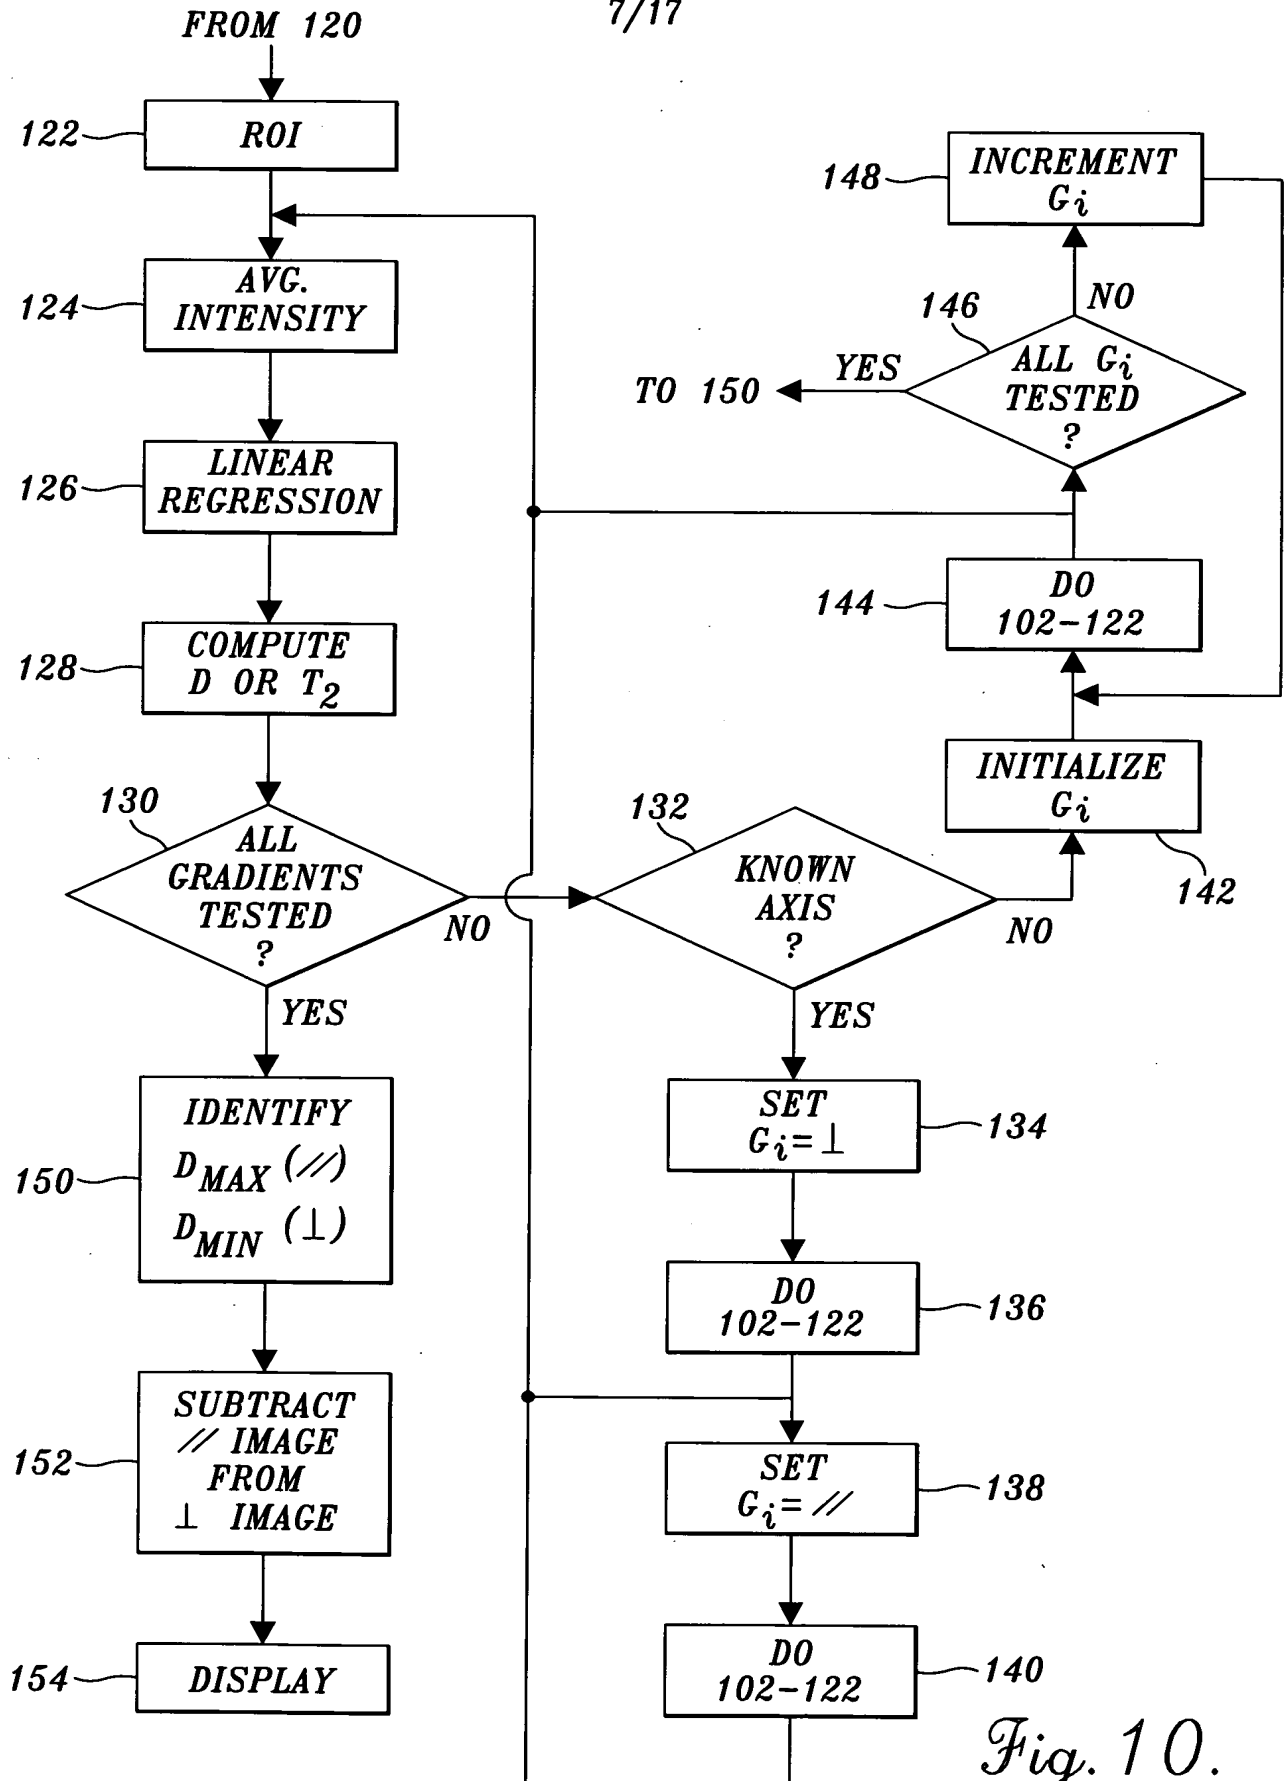 7/17
FROM 120
122
ROI
124
AVG.
INTENSITY
126
LINEAR
REGRESSION
128
COMPUTE
D OR T2
130
ALL
GRADIENTS
TESTED
?
NO
YES
150
IDENTIFY
DMAX (//)
DMIN (⊥)
152
SUBTRACT
// IMAGE
FROM
⊥ IMAGE
154
DISPLAY
132
KNOWN
AXIS
?
NO
YES
SET
Gi=⊥
134
DO
102-122
136
SET
Gi=//
138
DO
102-122
140
INITIALIZE
Gi
142
144
DO
102-122
146
ALL Gi
TESTED
?
YES
TO 150
NO
148
INCREMENT
Gi
Fig. 10.